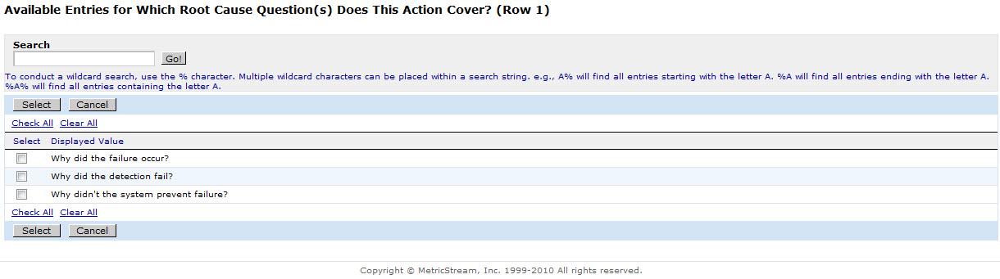 Available Entries for Which Root Cause Question(s) Does This Action Cover? (Row 1)
Search
Go!
To conduct a wildcard search, use the % character. Multiple wildcard characters can be placed within a search string. e.g., A% will find all entries starting with the letter A. %A will find all entries ending with the letter A.
%A% will find all entries containing the letter A.
Select Cancel
Check All Clear All
Select Displayed Value
Why did the failure occur?
Why did the detection fail?
Why didn't the system prevent failure?
Check All Clear All
Select Cancel
Copyright © MetricStream, Inc. 1999-2010 All rights reserved.